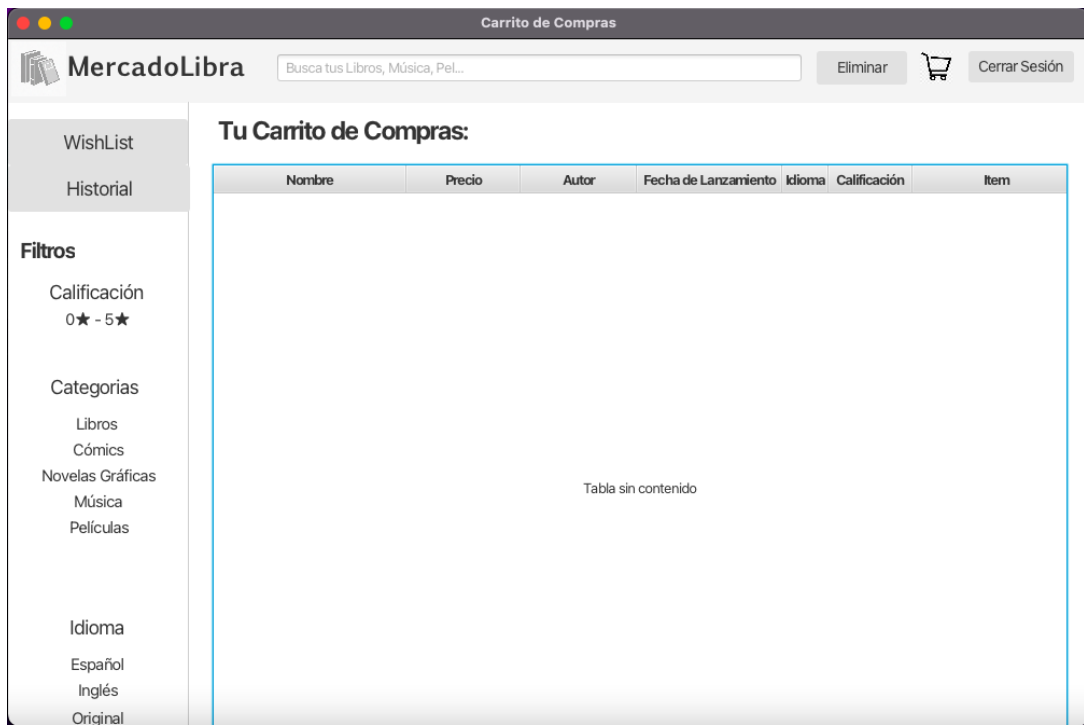 Carrito de Compras
MercadoLibra
Busca tus Libros, Música, Pel...
Eliminar
Cerrar Sesión
WishList
Historial
Filtros
Calificación
0★ - 5★
Categorias
Libros
Cómics
Novelas Gráficas
Música
Películas
Idioma
Español
Inglés
Original
Tu Carrito de Compras:
Nombre Precio Autor Fecha de Lanzamiento Idioma Calificación Item
Tabla sin contenido